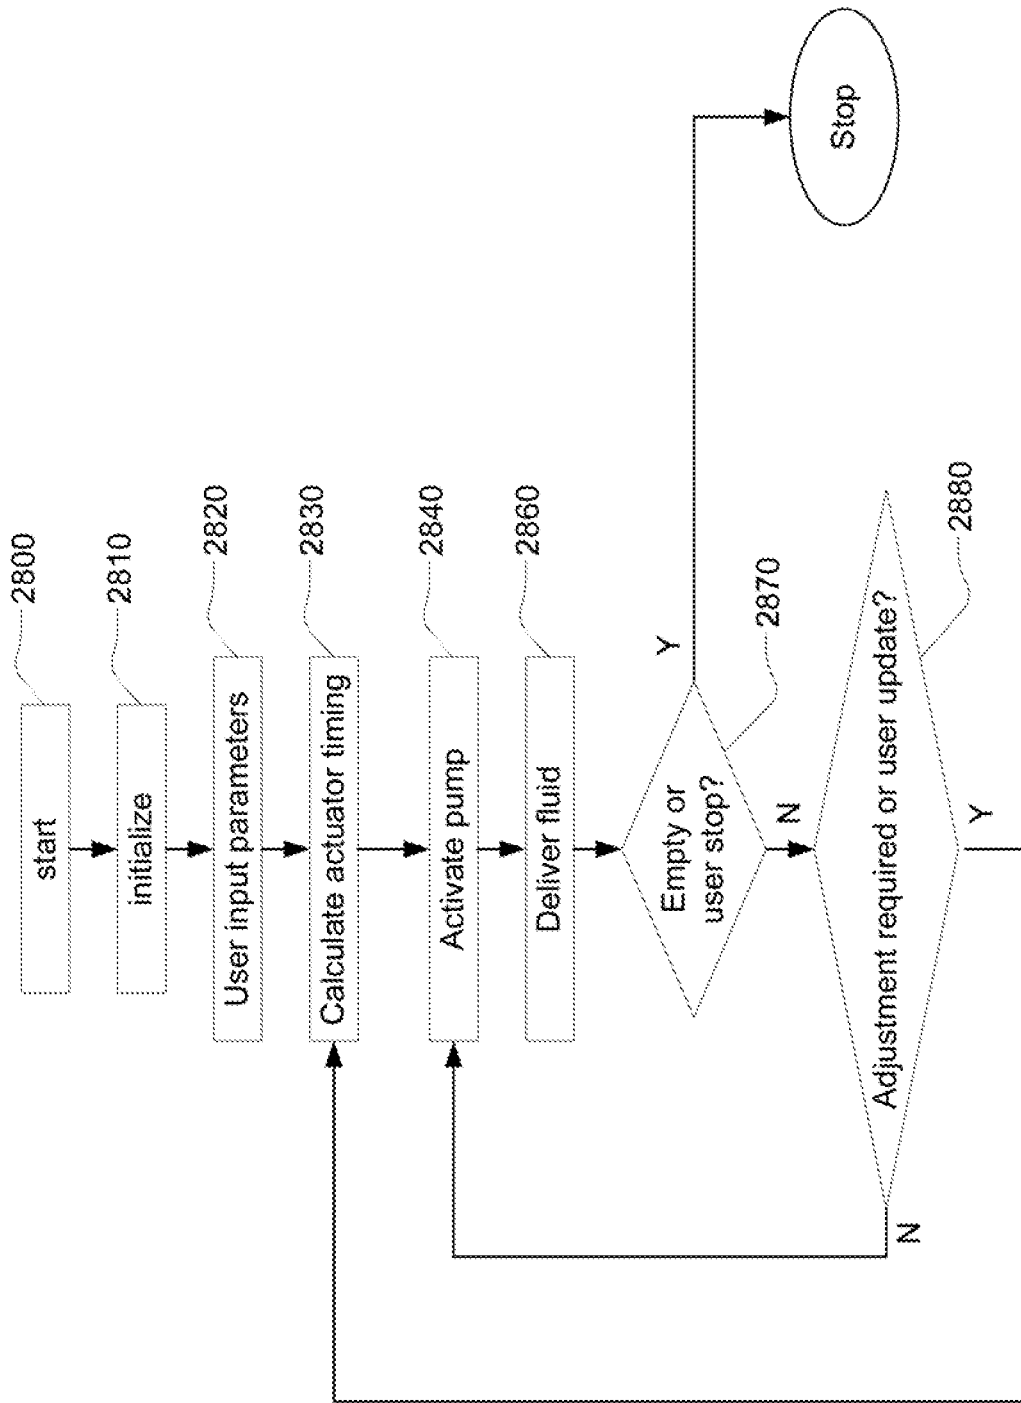 start
2800
initialize
2810
User input parameters
2820
Calculate actuator timing
2830
Activate pump
2840
Deliver fluid
2860
Empty or
user stop?
2870
Y
Stop
N
Adjustment required or user update?
2880
N
Y